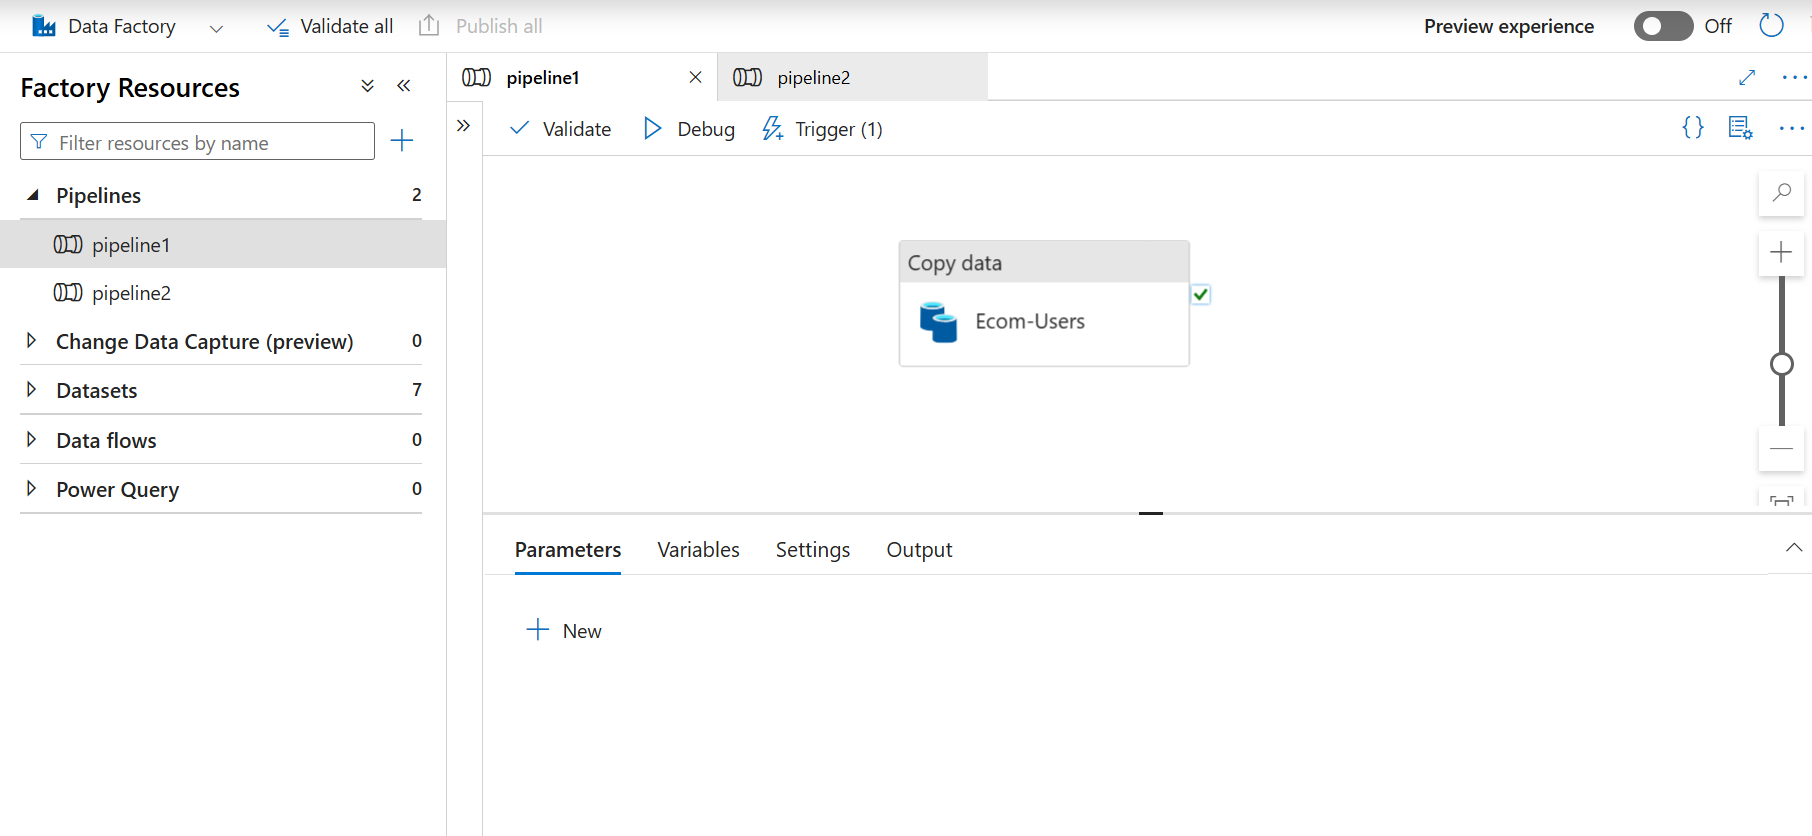 Data Factory
Validate all
Publish all
Preview experience
Off
Factory Resources
Filter resources by name
Pipelines 2
pipeline1
pipeline2
Change Data Capture (preview) 0
Datasets 7
Data flows 0
Power Query 0
pipeline1
pipeline2
Validate
Debug
Trigger (1)
Copy data
Ecom-Users
Parameters
Variables
Settings
Output
New